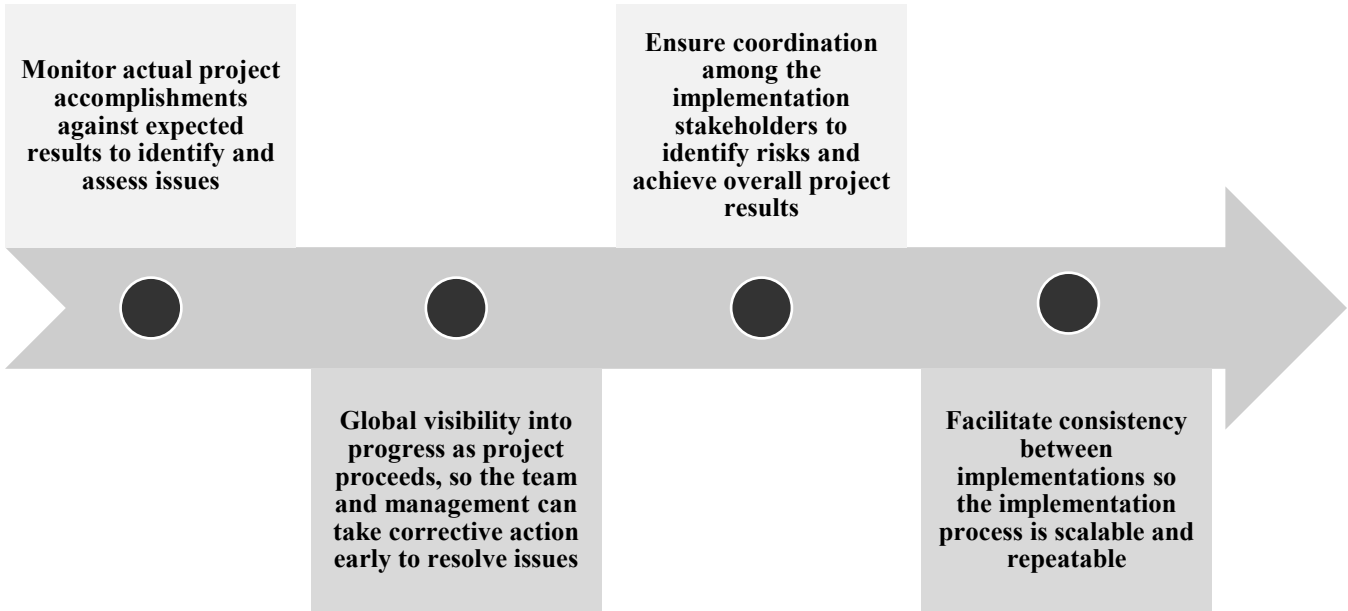 Monitor actual project
accomplishments
against expected
results to identify and
assess issues
Global visibility into
progress as project
proceeds, so the team
and management can
take corrective action
early to resolve issues
Ensure coordination
among the
implementation
stakeholders to
identify risks and
achieve overall project
results
Facilitate consistency
between
implementations so
the implementation
process is scalable and
repeatable